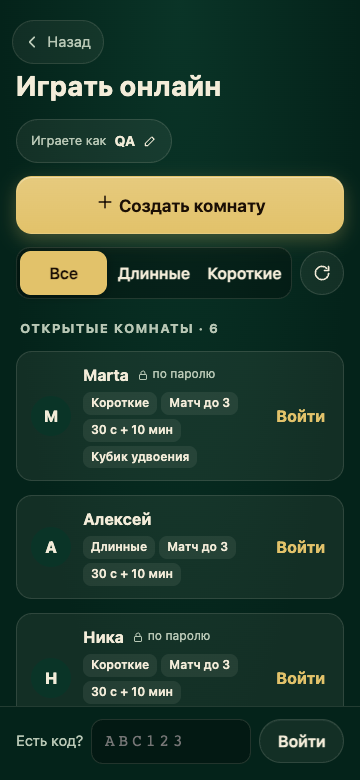 Назад
Играть онлайн
Играете как QA
+ Создать комнату
Все Длинные Короткие
ОТКРЫТЫЕ КОМНАТЫ · 6
M Marta по паролю
Короткие Матч до 3
30 с + 10 мин
Кубик удвоения
Войти
А Алексей
Длинные Матч до 3
30 с + 10 мин
Войти
Н Ника по паролю
Короткие Матч до 3
30 с + 10 мин
Войти
Есть код? ABC123 Войти